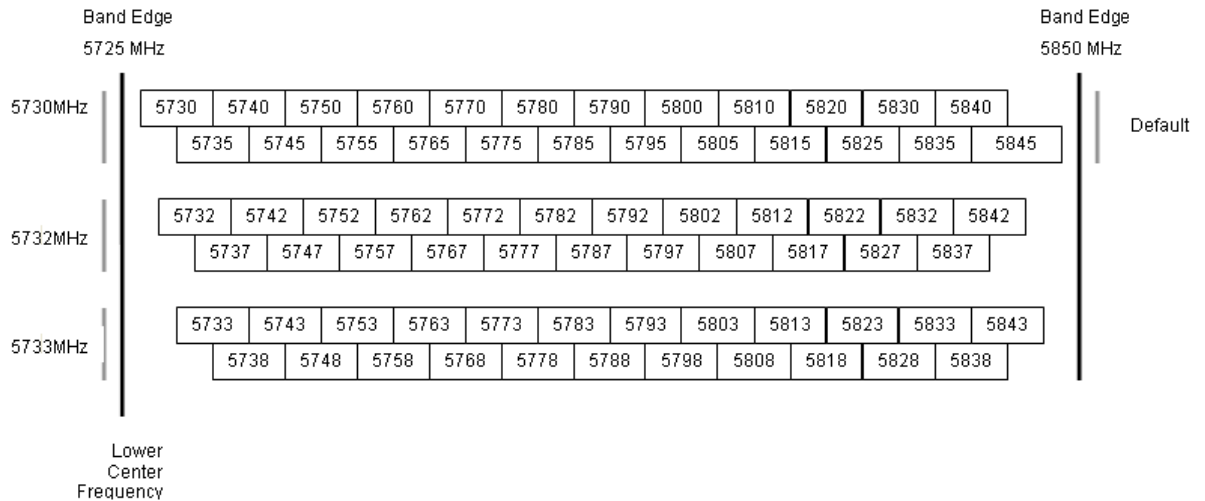 Band Edge
5725 MHz
Band Edge
5850 MHz
5730MHz
5730 5740 5750 5760 5770 5780 5790 5800 5810 5820 5830 5840
5735 5745 5755 5765 5775 5785 5795 5805 5815 5825 5835 5845
Default
5732MHz
5732 5742 5752 5762 5772 5782 5792 5802 5812 5822 5832 5842
5737 5747 5757 5767 5777 5787 5797 5807 5817 5827 5837
5733MHz
5733 5743 5753 5763 5773 5783 5793 5803 5813 5823 5833 5843
5738 5748 5758 5768 5778 5788 5798 5808 5818 5828 5838
Lower
Center
Frequency